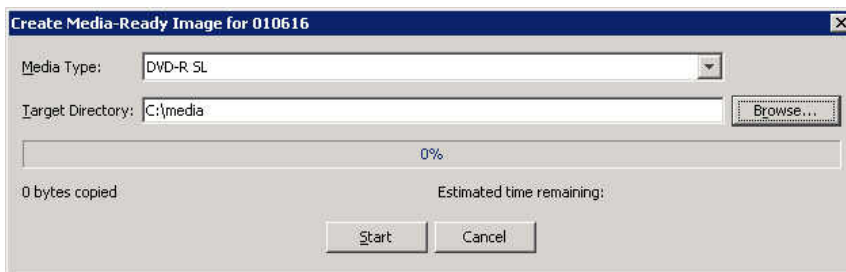 Create Media-Ready Image for 010616
Media Type: DVD-R SL
Target Directory: C:\media Browse...
0%
0 bytes copied Estimated time remaining:
Start Cancel